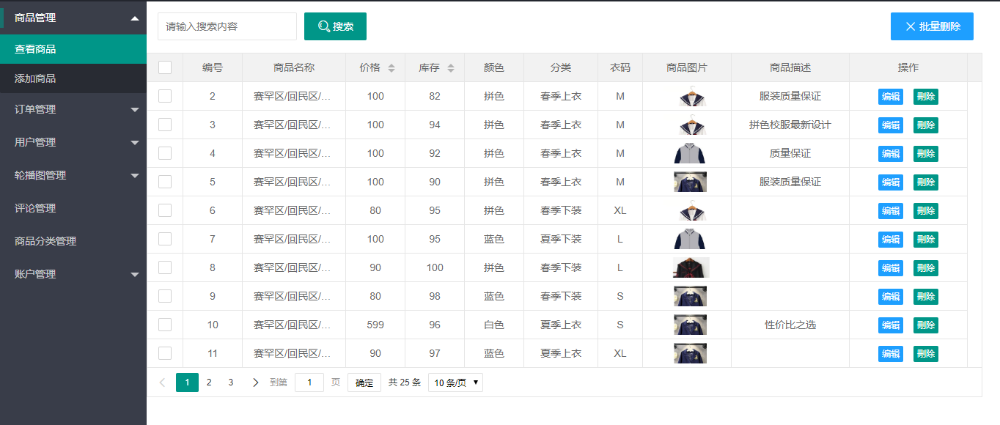 商品管理
查看商品
添加商品
订单管理
用户管理
轮播图管理
评论管理
商品分类管理
账户管理
请输入搜索内容 搜索 批量删除
编号 商品名称 价格 库存 颜色 分类 衣码 商品图片 商品描述 操作
2 赛罕区/回民区/... 100 82 拼色 春季上衣 M 服装质量保证 编辑 删除
3 赛罕区/回民区/... 100 94 拼色 春季上衣 M 拼色校服最新设计 编辑 删除
4 赛罕区/回民区/... 100 92 拼色 春季上衣 M 质量保证 编辑 删除
5 赛罕区/回民区/... 100 90 拼色 春季上衣 M 服装质量保证 编辑 删除
6 赛罕区/回民区/... 80 95 拼色 春季下装 XL 编辑 删除
7 赛罕区/回民区/... 100 95 蓝色 夏季下装 L 编辑 删除
8 赛罕区/回民区/... 90 100 拼色 春季下装 L 编辑 删除
9 赛罕区/回民区/... 80 98 蓝色 春季下装 S 编辑 删除
10 赛罕区/回民区/... 599 96 白色 夏季上衣 S 性价比之选 编辑 删除
11 赛罕区/回民区/... 90 97 蓝色 夏季上衣 XL 编辑 删除
1 2 3 到第 1 页 确定 共 25 条 10 条/页